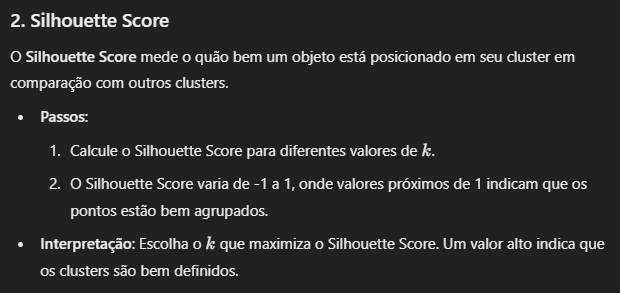 2. Silhouette Score
O Silhouette Score mede o quão bem um objeto está posicionado em seu cluster em
comparação com outros clusters.
• Passos:
1. Calcule o Silhouette Score para diferentes valores de k.
2. O Silhouette Score varia de -1 a 1, onde valores próximos de 1 indicam que os
pontos estão bem agrupados.
• Interpretação: Escolha o k que maximiza o Silhouette Score. Um valor alto indica que
os clusters são bem definidos.